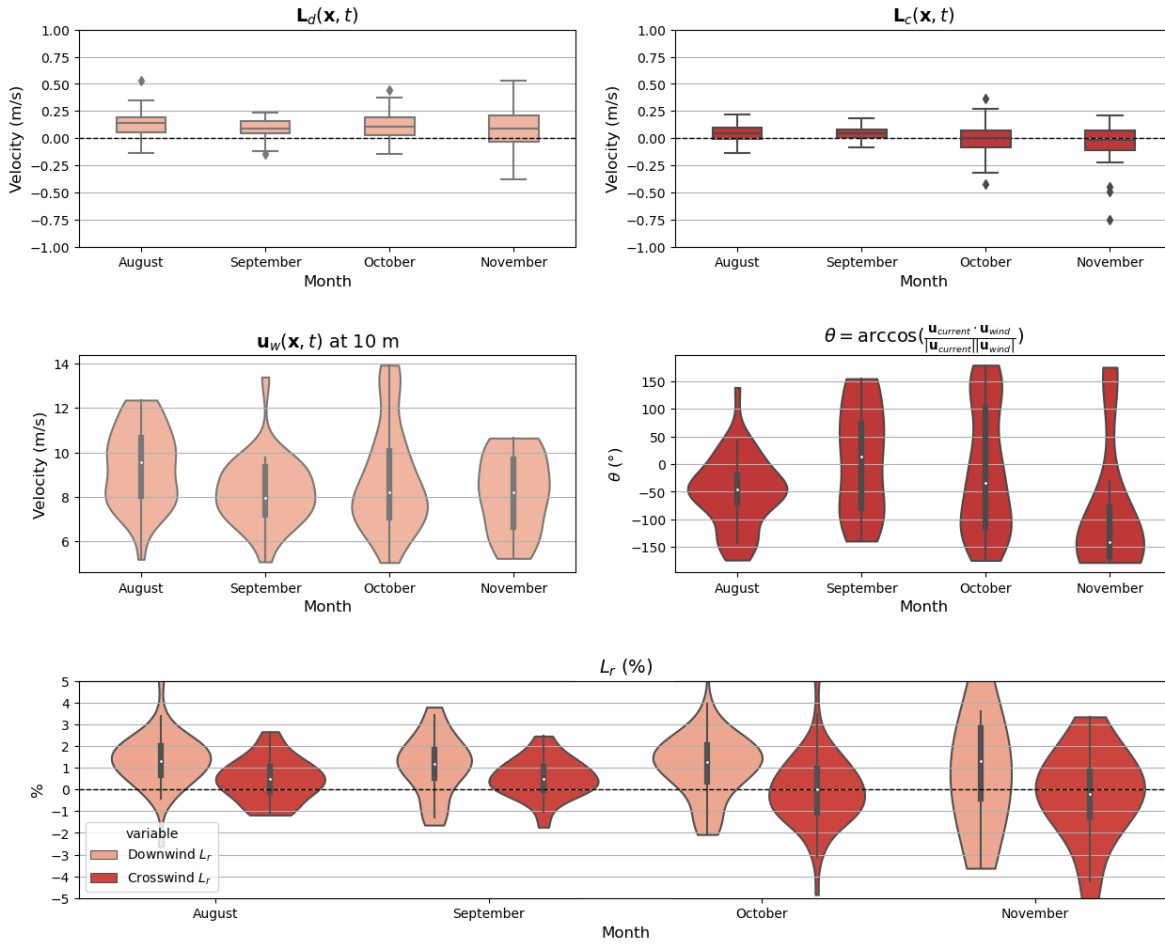 L_d(x, t)
1.00
0.75
0.50
0.25
0.00
−0.25
−0.50
−0.75
−1.00
Velocity (m/s)
August September October November
Month
L_c(x, t)
1.00
0.75
0.50
0.25
0.00
−0.25
−0.50
−0.75
−1.00
Velocity (m/s)
August September October November
Month
u_w(x, t) at 10 m
14
12
10
8
6
Velocity (m/s)
August September October November
Month
θ = arccos(u_current · u_wind / |u_current||u_wind|)
150
100
50
0
−50
−100
−150
θ (°)
August September October November
Month
L_r (%)
5
4
3
2
1
0
−1
−2
−3
−4
−5
%
variable
Downwind L_r
Crosswind L_r
August September October November
Month